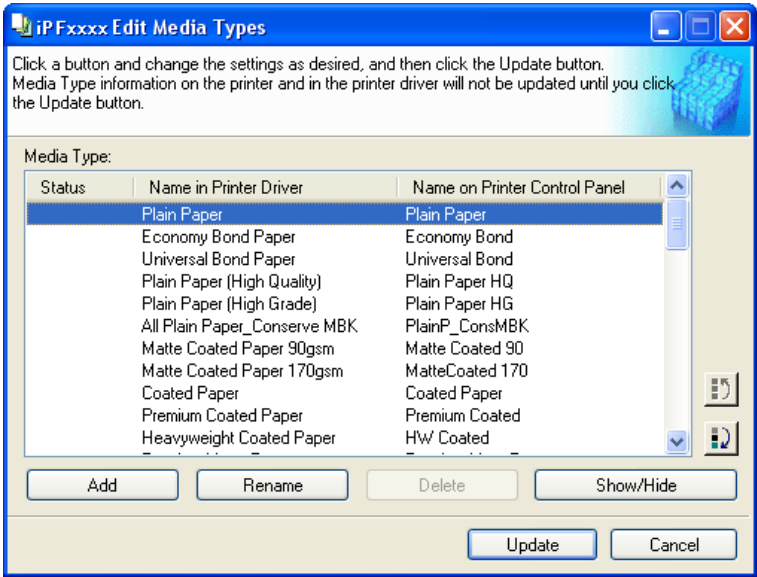 iPFxxxx Edit Media Types
Click a button and change the settings as desired, and then click the Update button.
Media Type information on the printer and in the printer driver will not be updated until you click
the Update button.
Media Type:
Status Name in Printer Driver Name on Printer Control Panel
Plain Paper Plain Paper
Economy Bond Paper Economy Bond
Universal Bond Paper Universal Bond
Plain Paper (High Quality) Plain Paper HQ
Plain Paper (High Grade) Plain Paper HG
All Plain Paper_Conserve MBK PlainP_ConsMBK
Matte Coated Paper 90gsm Matte Coated 90
Matte Coated Paper 170gsm MatteCoated 170
Coated Paper Coated Paper
Premium Coated Paper Premium Coated
Heavyweight Coated Paper HW Coated
Add Rename Delete Show/Hide
Update Cancel